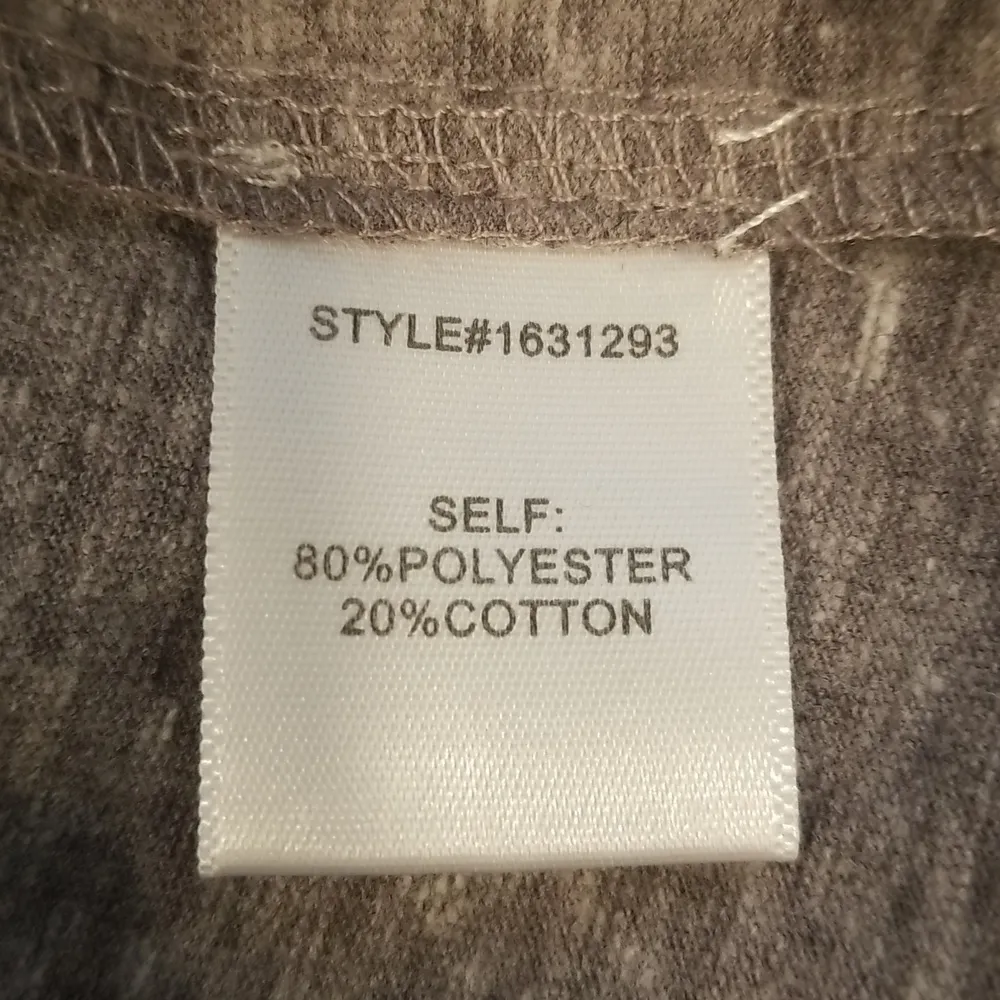 STYLE#1631293
SELF:
80%POLYESTER
20%COTTON